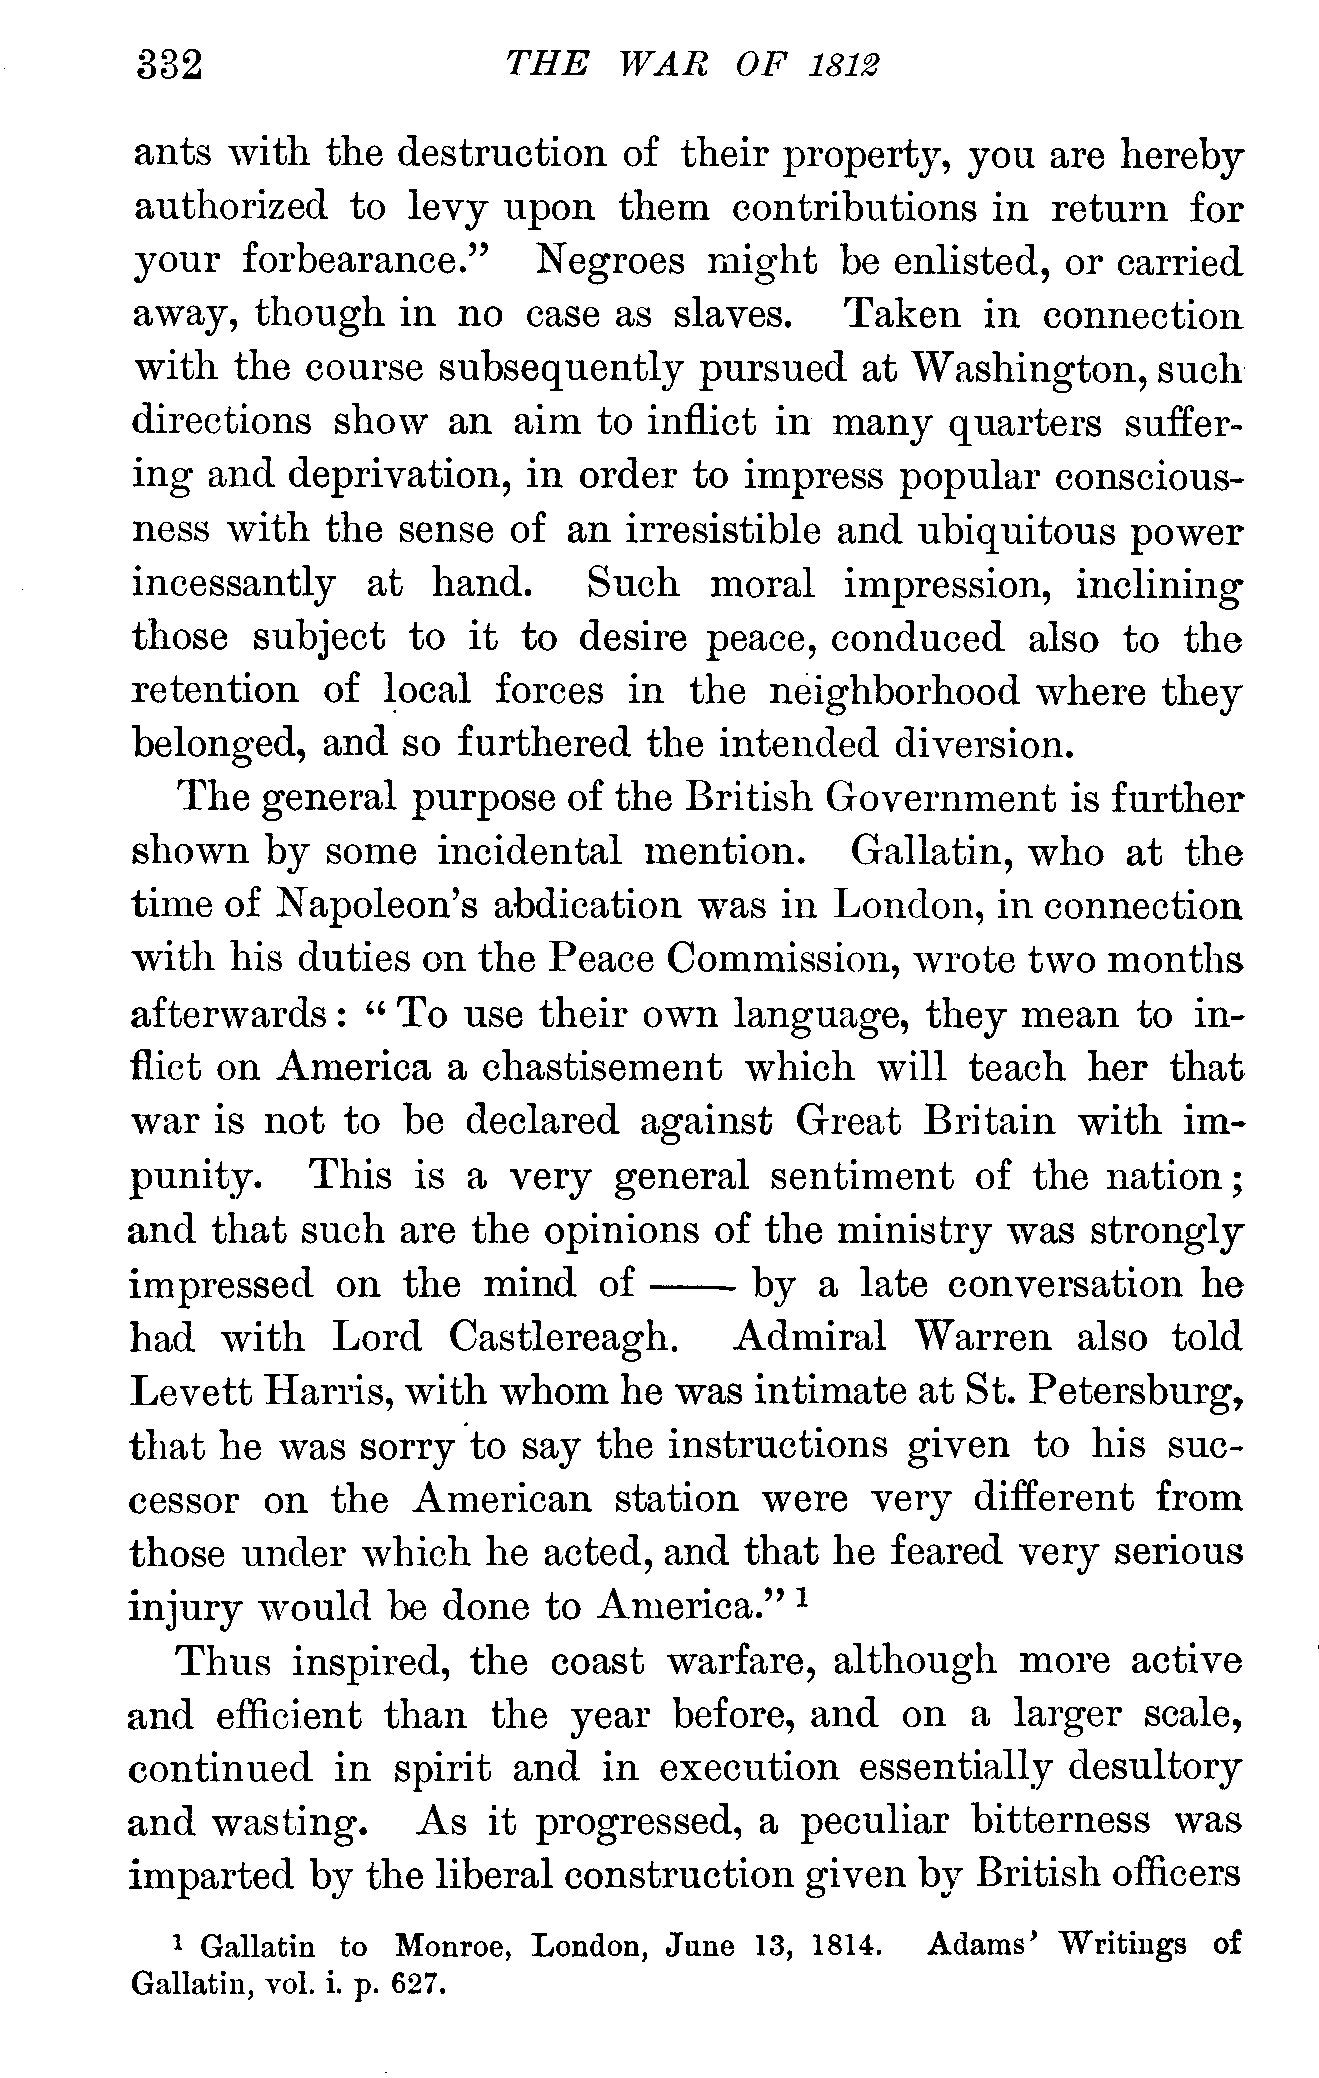 332 THE WAR OF 1812
ants with the destruction of their property, you are hereby
authorized to levy upon them contributions in return for
your forbearance.” Negroes might be enlisted, or carried
away, though in no case as slaves. Taken in connection
with the course subsequently pursued at Washington, such
directions show an aim to inflict in many quarters suffer-
ing and deprivation, in order to impress popular conscious-
ness with the sense of an irresistible and ubiquitous power
incessantly at hand. Such moral impression, inclining
those subject to it to desire peace, conduced also to the
retention of local forces in the neighborhood where they
belonged, and so furthered the intended diversion.
The general purpose of the British Government is further
shown by some incidental mention. Gallatin, who at the
time of Napoleon’s abdication was in London, in connection
with his duties on the Peace Commission, wrote two months
afterwards: “To use their own language, they mean to in-
flict on America a chastisement which will teach her that
war is not to be declared against Great Britain with im-
punity. This is a very general sentiment of the nation;
and that such are the opinions of the ministry was strongly
impressed on the mind of —— by a late conversation he
had with Lord Castlereagh. Admiral Warren also told
Levett Harris, with whom he was intimate at St. Petersburg,
that he was sorry to say the instructions given to his suc-
cessor on the American station were very different from
those under which he acted, and that he feared very serious
injury would be done to America.” 1
Thus inspired, the coast warfare, although more active
and efficient than the year before, and on a larger scale,
continued in spirit and in execution essentially desultory
and wasting. As it progressed, a peculiar bitterness was
imparted by the liberal construction given by British officers
1 Gallatin to Monroe, London, June 13, 1814. Adams’ Writings of
Gallatin, vol. i. p. 627.